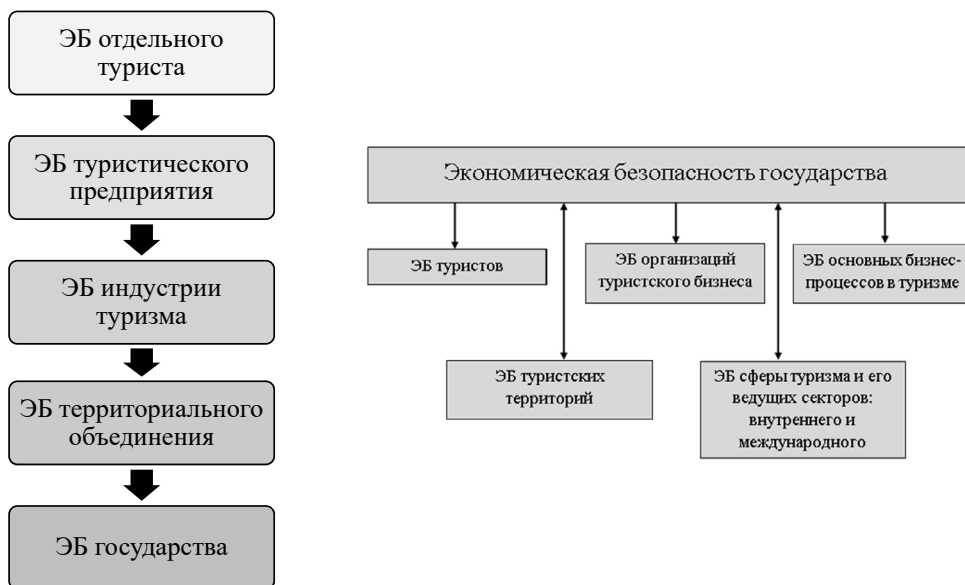 ЭБ отдельного
туриста
ЭБ туристического
предприятия
ЭБ индустрии
туризма
ЭБ территориального
объединения
ЭБ государства
Экономическая безопасность государства
ЭБ туристов
ЭБ организаций
туристского бизнеса
ЭБ основных бизнес-
процессов в туризме
ЭБ туристских
территорий
ЭБ сферы туризма и его
ведущих секторов:
внутреннего и
международного